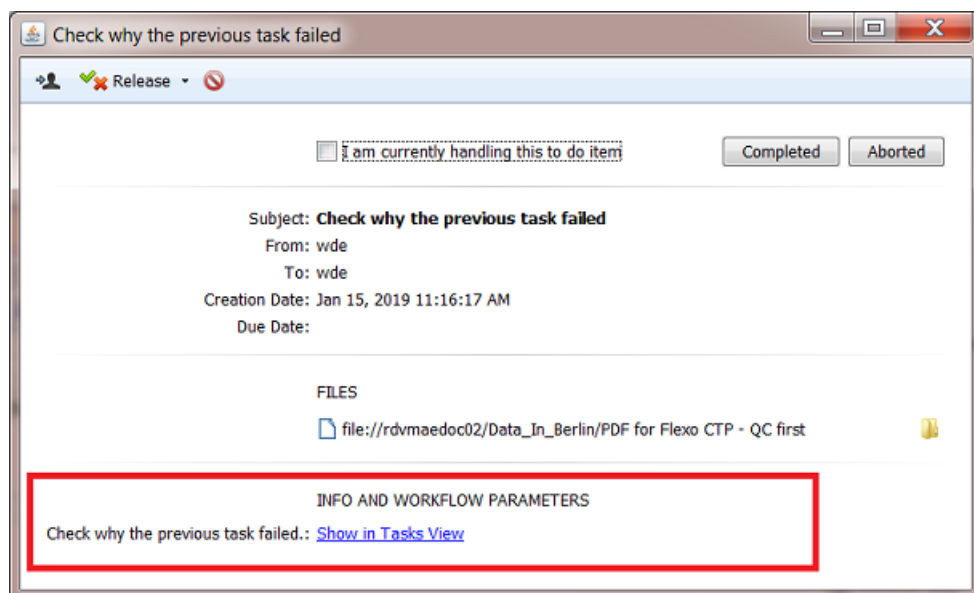 Check why the previous task failed
Release
I am currently handling this to do item
Completed
Aborted
Subject: Check why the previous task failed
From: wde
To: wde
Creation Date: Jan 15, 2019 11:16:17 AM
Due Date:
FILES
file://rdvmaedoc02/Data_In_Berlin/PDF for Flexo CTP - QC first
INFO AND WORKFLOW PARAMETERS
Check why the previous task failed.: Show in Tasks View